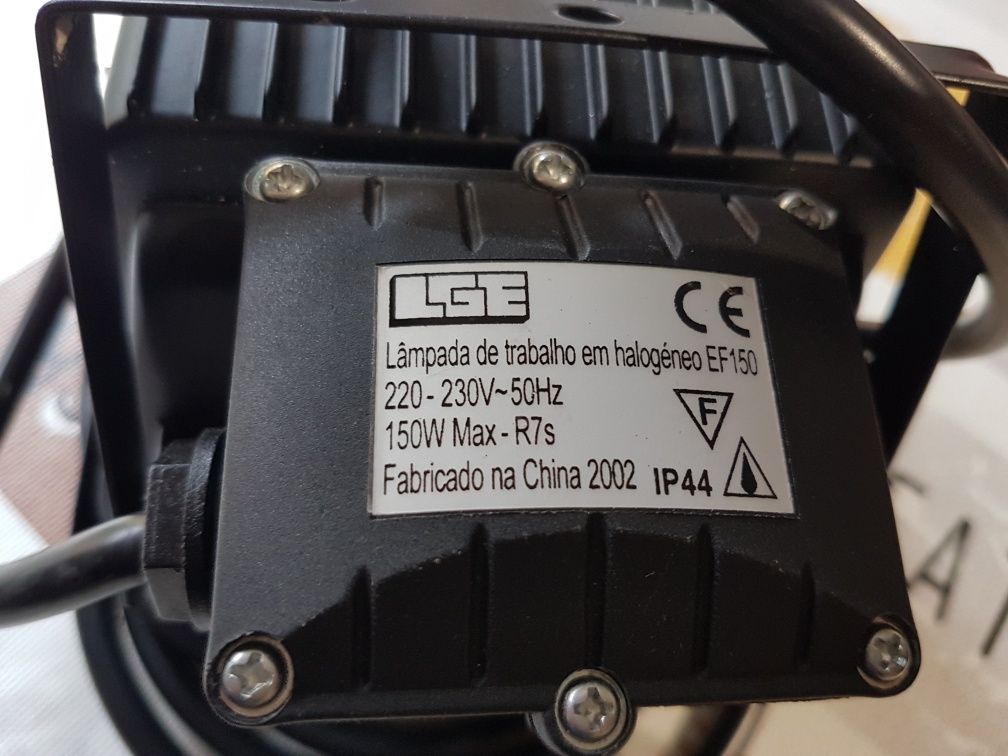 LGE
CE
Lâmpada de trabalho em halogéneo EF150
220 - 230V~50Hz
F
150W Max - R7s
Fabricado na China 2002 IP44